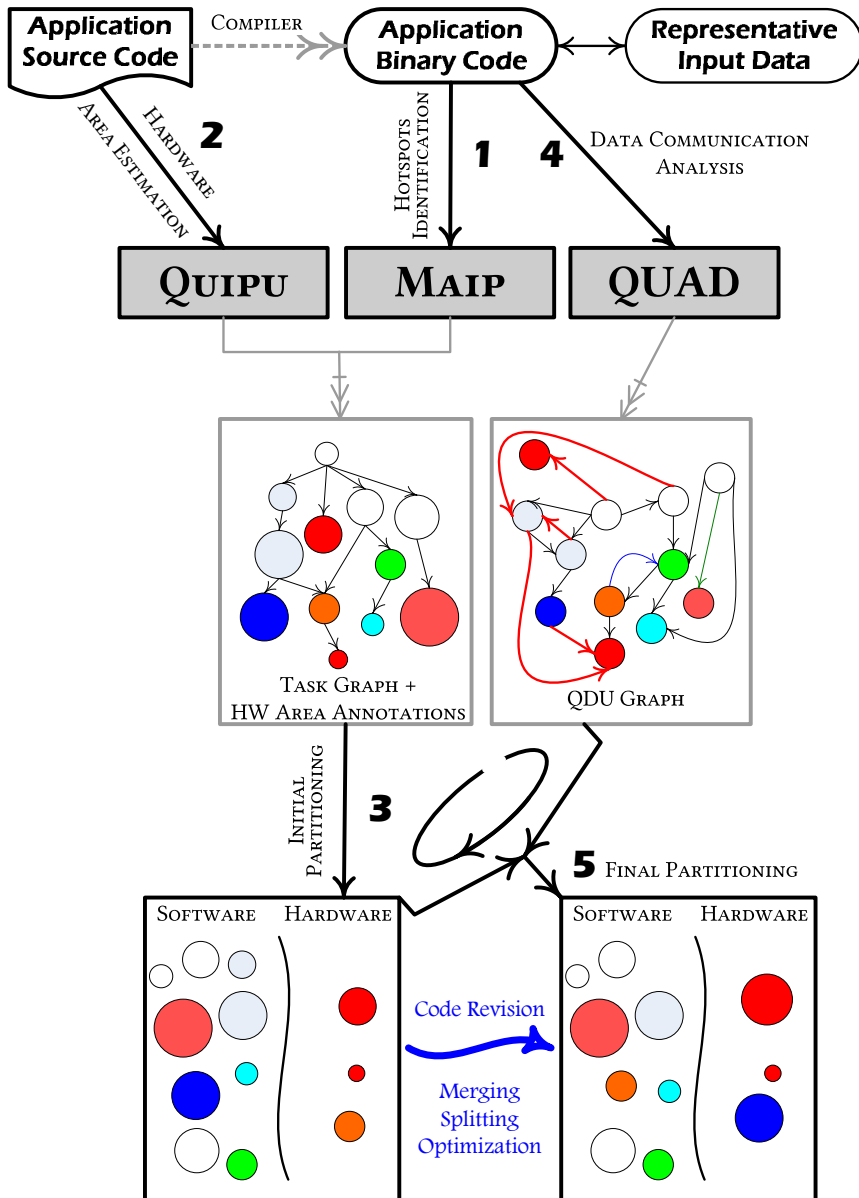 Application
Source Code
Compiler
Application
Binary Code
Representative
Input Data
2
Hardware
Area Estimation
1
Hotspots
Identification
4
Data Communication
Analysis
Quipu
Maip
QUAD
Task Graph +
HW Area Annotations
QDU Graph
3
Initial
Partitioning
5 Final Partitioning
Software
Hardware
Code Revision
Merging
Splitting
Optimization
Software
Hardware